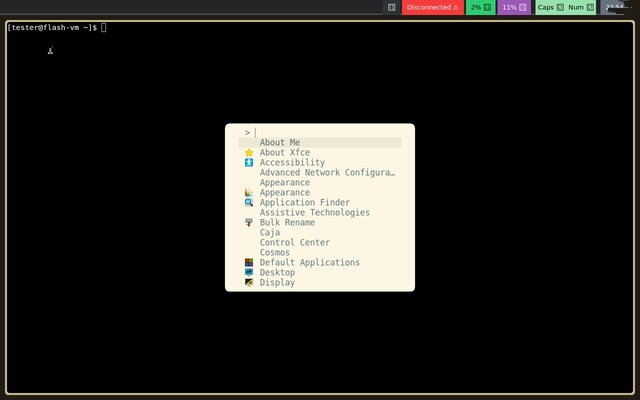 Disconnected ⚠
2%
11%
Caps
Num
[tester@flash-vm ~]$
>
About Me
About Xfce
Accessibility
Advanced Network Configura…
Appearance
Appearance
Application Finder
Assistive Technologies
Bulk Rename
Caja
Control Center
Cosmos
Default Applications
Desktop
Display